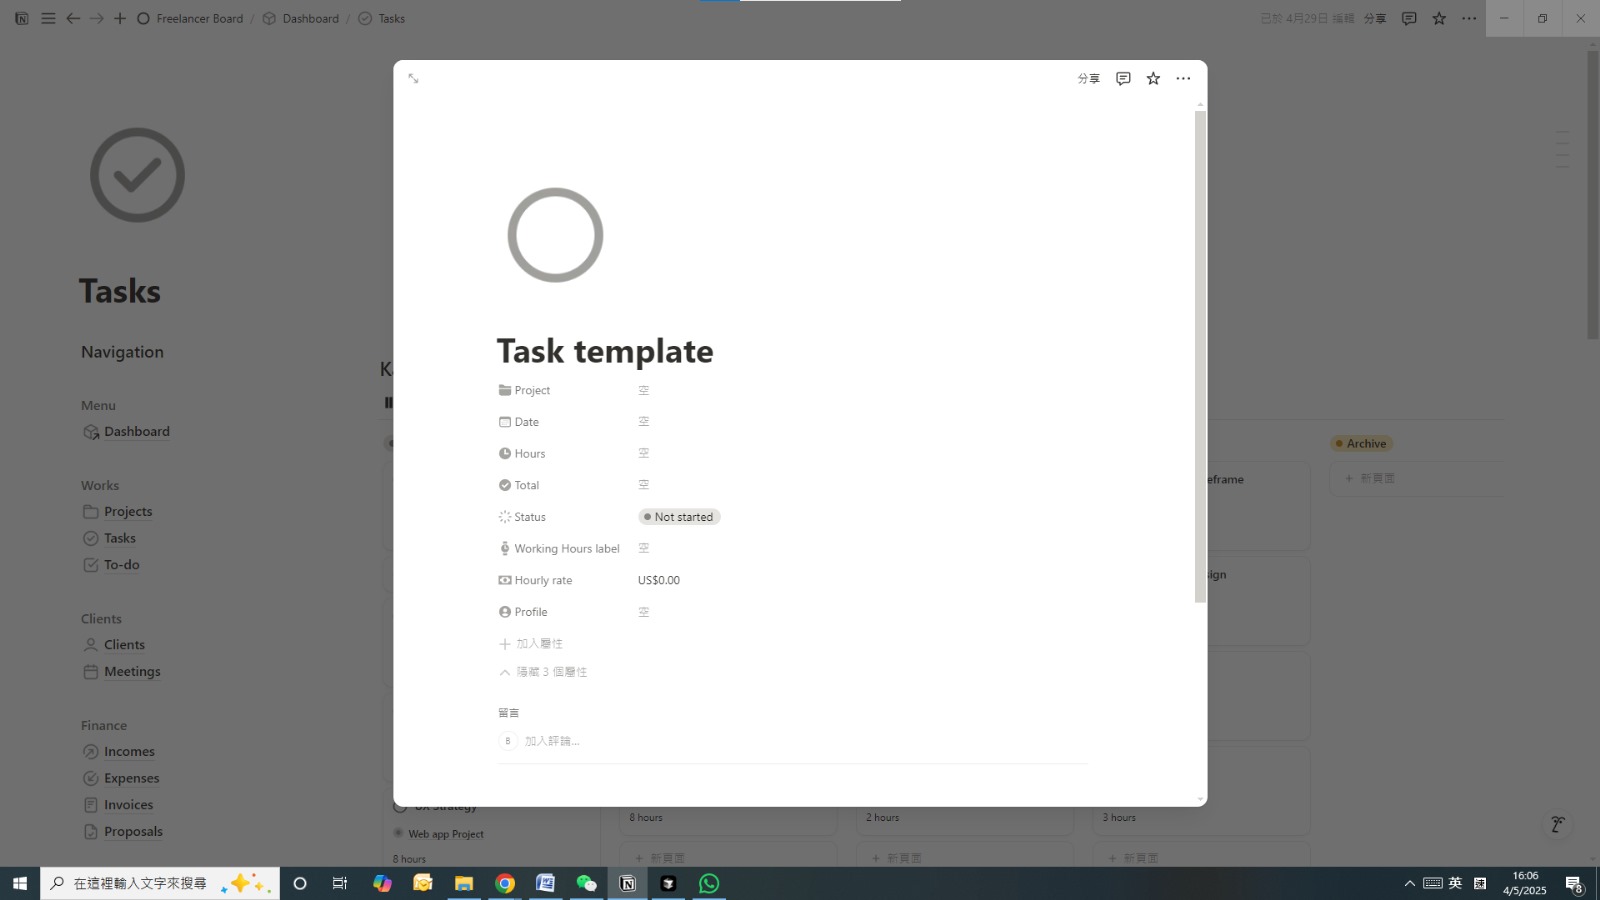 Freelancer Board / Dashboard / Tasks
已於 4月29日 編輯 分享
分享
Tasks
Navigation
Menu
Dashboard
Works
Projects
Tasks
To-do
Clients
Clients
Meetings
Finance
Incomes
Expenses
Invoices
Proposals
Task template
Project 空
Date 空
Hours 空
Total 空
Status Not started
Working Hours label 空
Hourly rate US$0.00
Profile 空
加入屬性
隱藏 3 個屬性
留言
B 加入評論...
Archive
新頁面
eframe
sign
UX Strategy
Web app Project
8 hours
8 hours
2 hours
3 hours
新頁面
新頁面
新頁面
在這裡輸入文字來搜尋
英
16:06
4/5/2025
8